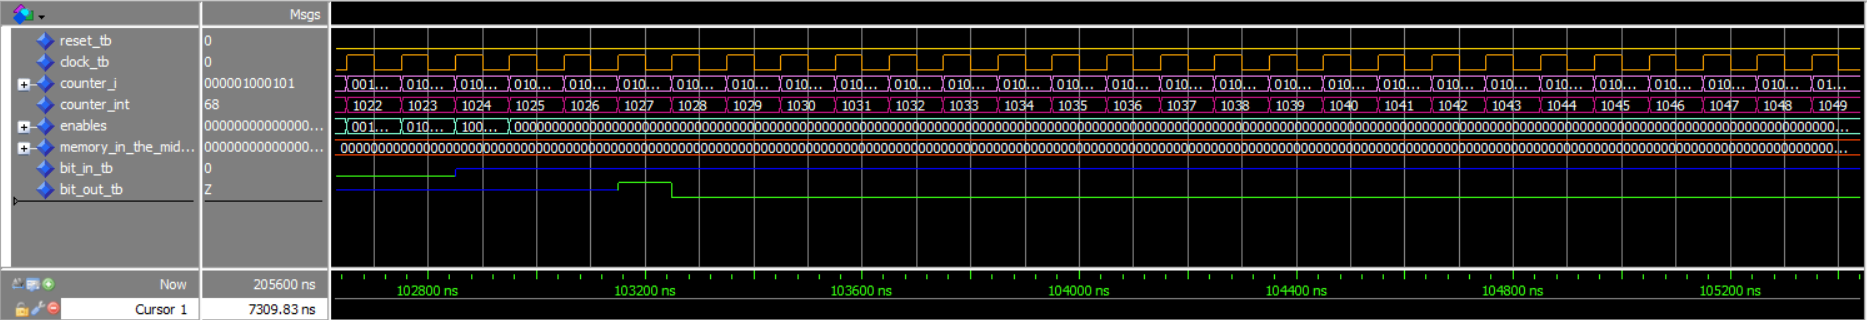 Msgs
reset_tb 0
clock_tb 0
counter_i 000001000101 001... 010... 010... 010... 010... 010... 010... 010... 010... 010... 010... 010... 010... 010... 010... 010... 010... 010... 010... 010... 010... 010... 010... 010... 010... 010... 010... 01...
counter_int 68 1022 1023 1024 1025 1026 1027 1028 1029 1030 1031 1032 1033 1034 1035 1036 1037 1038 1039 1040 1041 1042 1043 1044 1045 1046 1047 1048 1049
enables 00000000000000... 001... 010... 100...
memory_in_the_mid... 00000000000000...
bit_in_tb 0
bit_out_tb Z
Now 205600 ns 102800 ns 103200 ns 103600 ns 104000 ns 104400 ns 104800 ns 105200 ns
Cursor 1 7309.83 ns